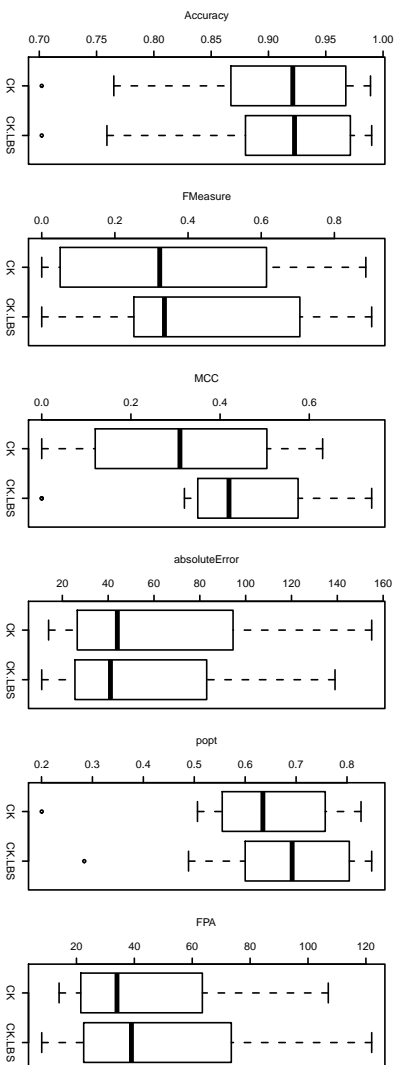 Accuracy
0.70 0.75 0.80 0.85 0.90 0.95 1.00
CK
CK.LBS
FMeasure
0.0 0.2 0.4 0.6 0.8
CK
CK.LBS
MCC
0.0 0.2 0.4 0.6
CK
CK.LBS
absoluteError
20 40 60 80 100 120 140 160
CK
CK.LBS
popt
0.2 0.3 0.4 0.5 0.6 0.7 0.8
CK
CK.LBS
FPA
20 40 60 80 100 120
CK
CK.LBS